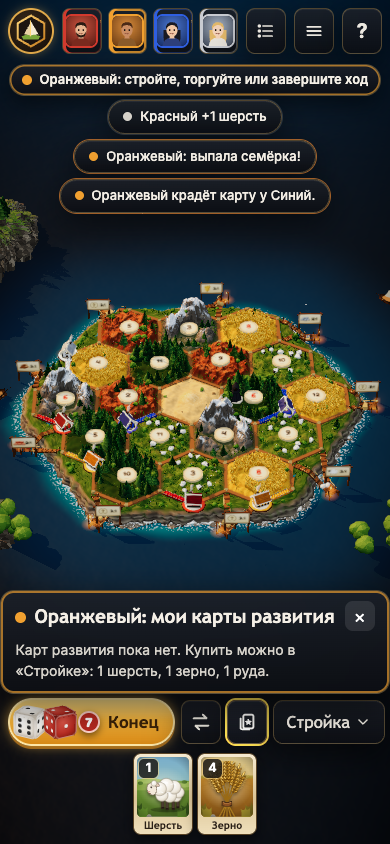 ?
Оранжевый: стройте, торгуйте или завершите ход
Красный +1 шерсть
Оранжевый: выпала семёрка!
Оранжевый крадёт карту у Синий.
Оранжевый: мои карты развития
Карт развития пока нет. Купить можно в
«Стройке»: 1 шерсть, 1 зерно, 1 руда.
7 Конец
Стройка
1
4
Шерсть
Зерно